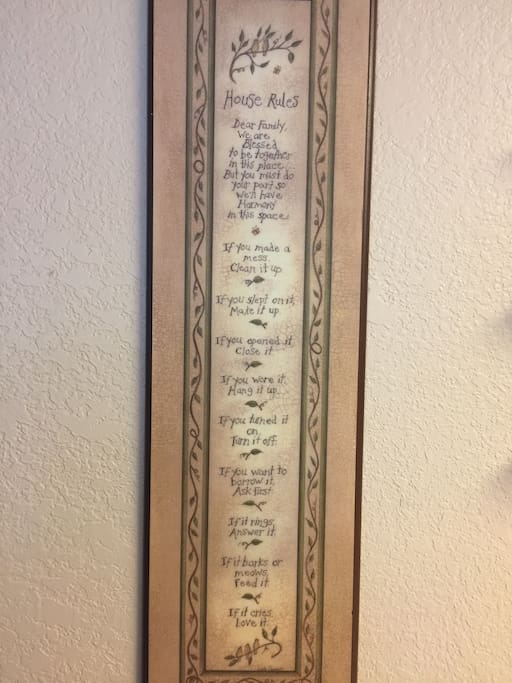 House Rules
Dear Family,
We are
Blessed
to be together
in this place.
But you must do
your part so
we'll have
Harmony
in this space.
If you made a
mess.
Clean it up.
If you slept on it,
Make it up.
If you opened it
Close it.
If you wore it,
Hang it up.
If you turned it
on,
Turn it off.
If you want to
borrow it,
Ask first.
If it rings,
Answer it.
If it barks or
meows,
Feed it.
If it cries,
Love it.